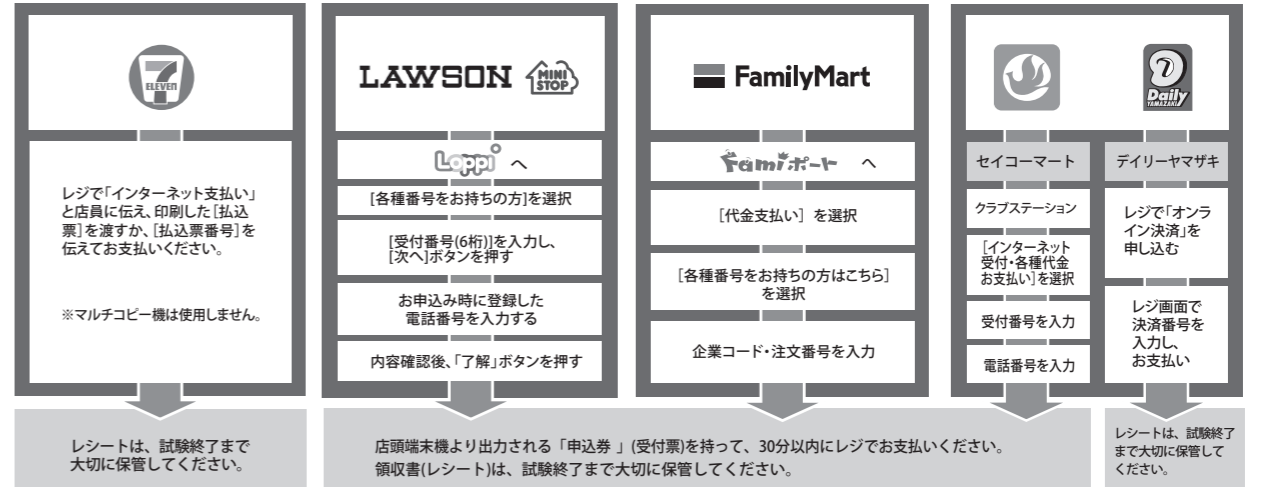 7
ELEVEn
レジで「インターネット支払い」
と店員に伝え、印刷した[払込
票]を渡すか、[払込票番号]を
伝えてお支払いください。
※マルチコピー機は使用しません。
レシートは、試験終了まで
大切に保管してください。
LAWSON
MINI
STOP
Loppi へ
[各種番号をお持ちの方]を選択
[受付番号(6桁)]を入力し、
[次へ]ボタンを押す
お申込み時に登録した
電話番号を入力する
内容確認後、「了解」ボタンを押す
FamilyMart
Famiポート へ
[代金支払い] を選択
[各種番号をお持ちの方はこちら]
を選択
企業コード・注文番号を入力
セイコーマート
クラブステーション
[インターネット
受付・各種代金
お支払い]を選択
受付番号を入力
電話番号を入力
店頭端末機より出力される「申込券 」(受付票)を持って、30分以内にレジでお支払いください。
領収書(レシート)は、試験終了まで大切に保管してください。
Daily
YAMAZAKI
デイリーヤマザキ
レジで「オンラ
イン決済」を
申し込む
レジ画面で
決済番号を
入力し、
お支払い
レシートは、試験終了
まで大切に保管して
ください。